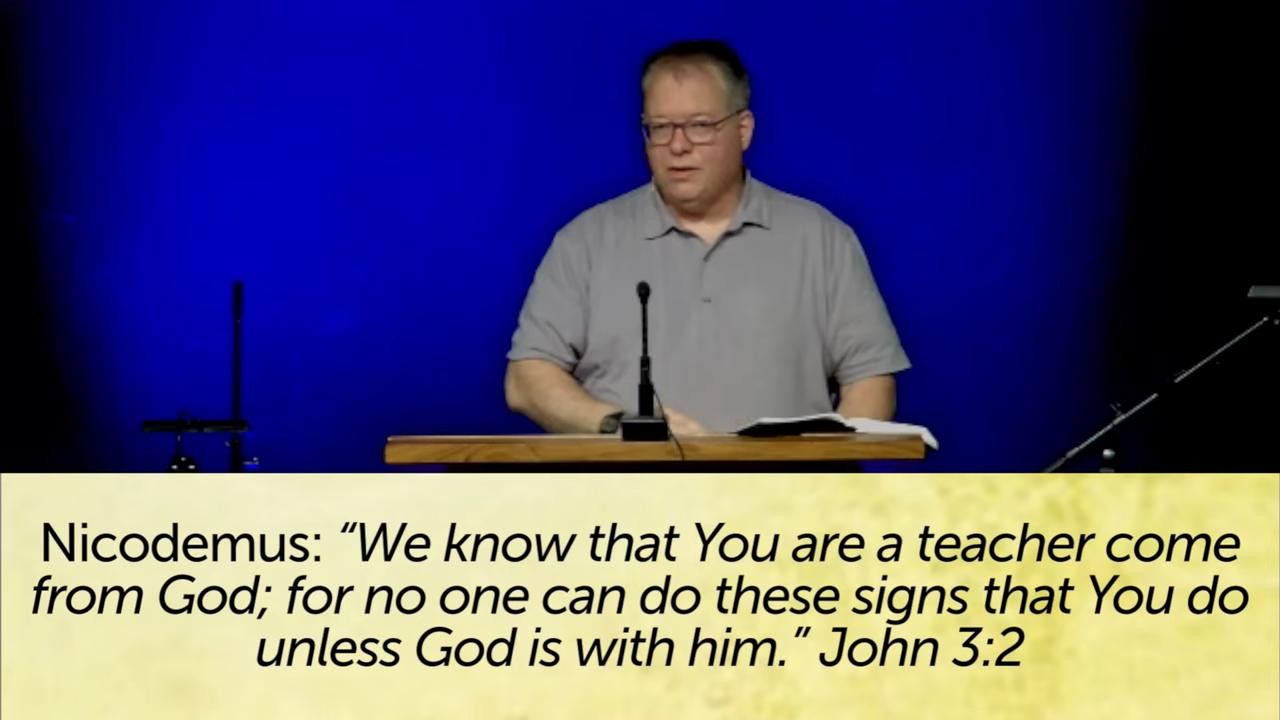 Nicodemus: “We know that You are a teacher come
from God; for no one can do these signs that You do
unless God is with him.” John 3:2